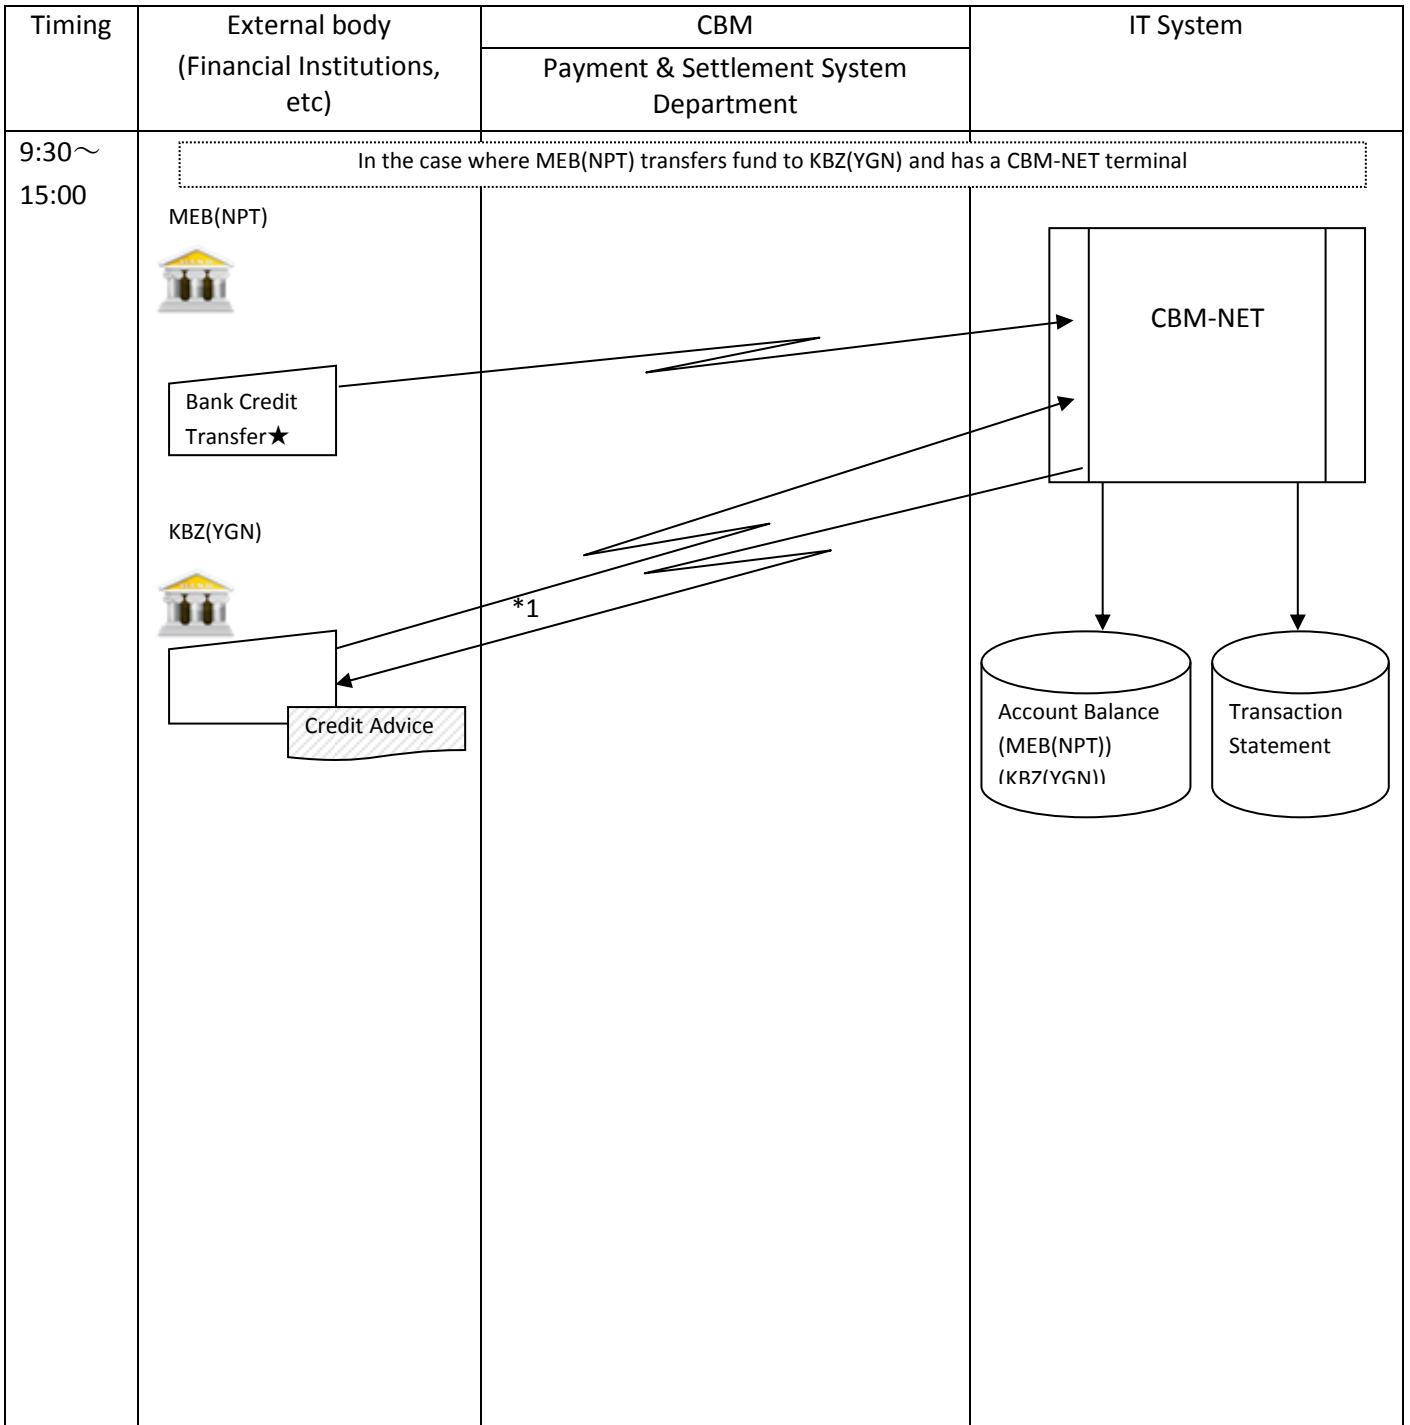 Timing
External body
(Financial Institutions,
etc)
CBM
Payment & Settlement System
Department
IT System
9:30～
15:00
In the case where MEB(NPT) transfers fund to KBZ(YGN) and has a CBM-NET terminal
MEB(NPT)
CBM-NET
Bank Credit
Transfer★
KBZ(YGN)
*1
Credit Advice
Account Balance
(MEB(NPT))
(KBZ(YGN))
Transaction
Statement